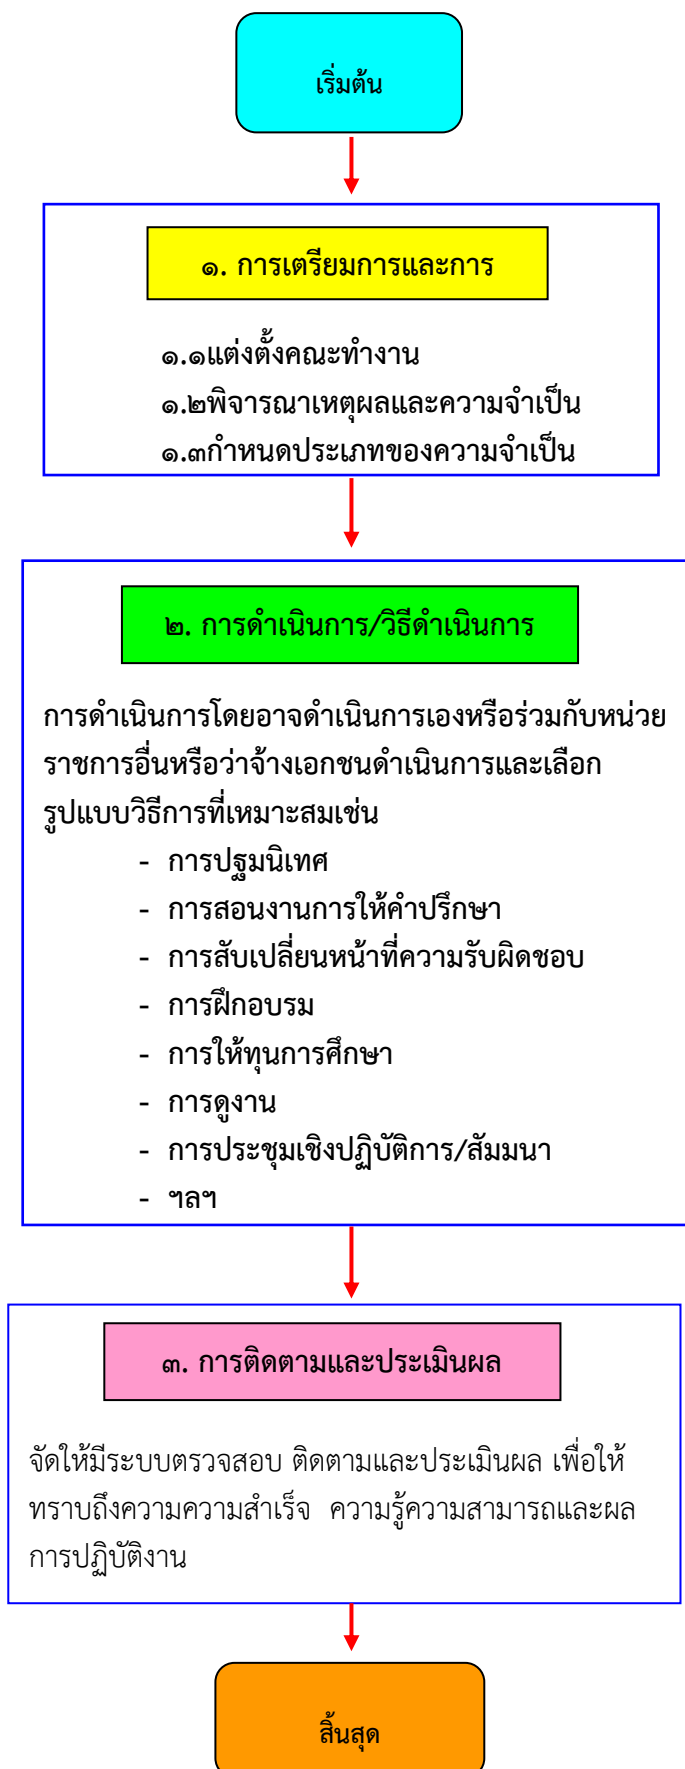 เริ่มต้น
๑. การเตรียมการและการ
๑.๑แต่งตั้งคณะทำงาน
๑.๒พิจารณาเหตุผลและความจำเป็น
๑.๓กำหนดประเภทของความจำเป็น
๒. การดำเนินการ/วิธีดำเนินการ
การดำเนินการโดยอาจดำเนินการเองหรือร่วมกับหน่วย
ราชการอื่นหรือว่าจ้างเอกชนดำเนินการและเลือก
รูปแบบวิธีการที่เหมาะสมเช่น
- การปฐมนิเทศ
- การสอนงานการให้คำปรึกษา
- การสับเปลี่ยนหน้าที่ความรับผิดชอบ
- การฝึกอบรม
- การให้ทุนการศึกษา
- การดูงาน
- การประชุมเชิงปฏิบัติการ/สัมมนา
- ฯลฯ
๓. การติดตามและประเมินผล
จัดให้มีระบบตรวจสอบ ติดตามและประเมินผล เพื่อให้
ทราบถึงความความสำเร็จ  ความรู้ความสามารถและผล
การปฏิบัติงาน
สิ้นสุด